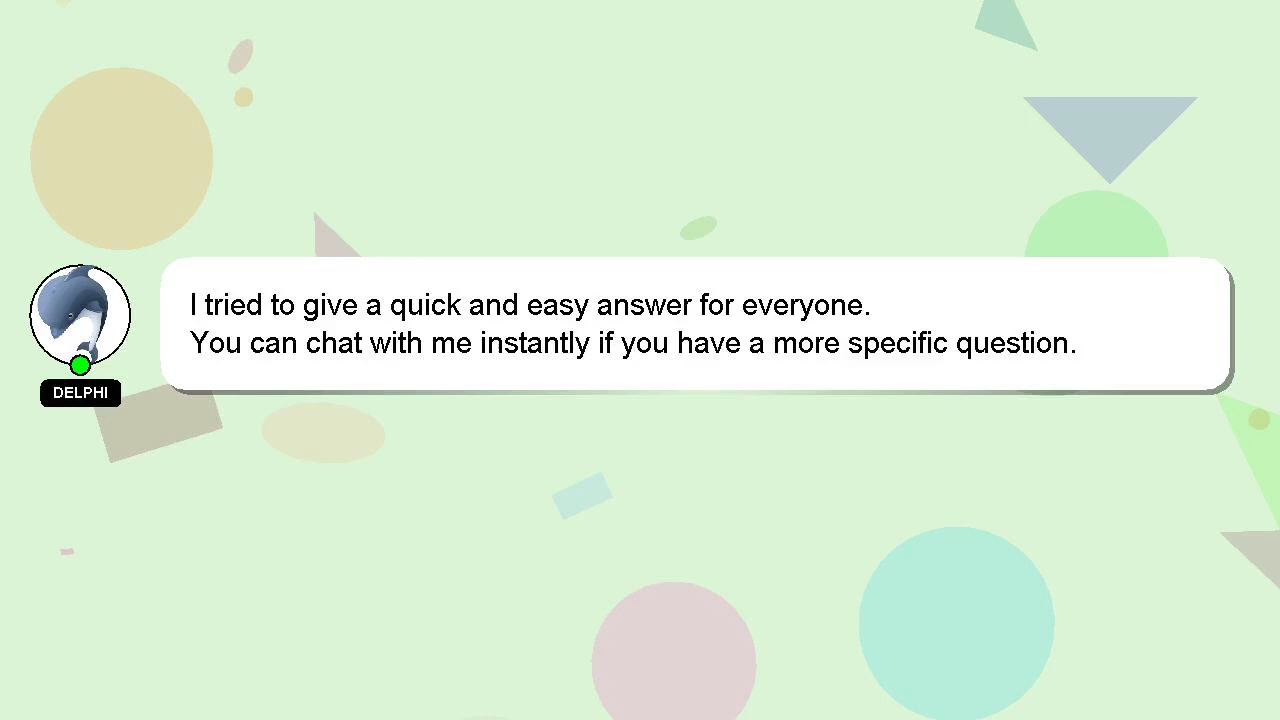 I tried to give a quick and easy answer for everyone.
You can chat with me instantly if you have a more specific question.
DELPHI